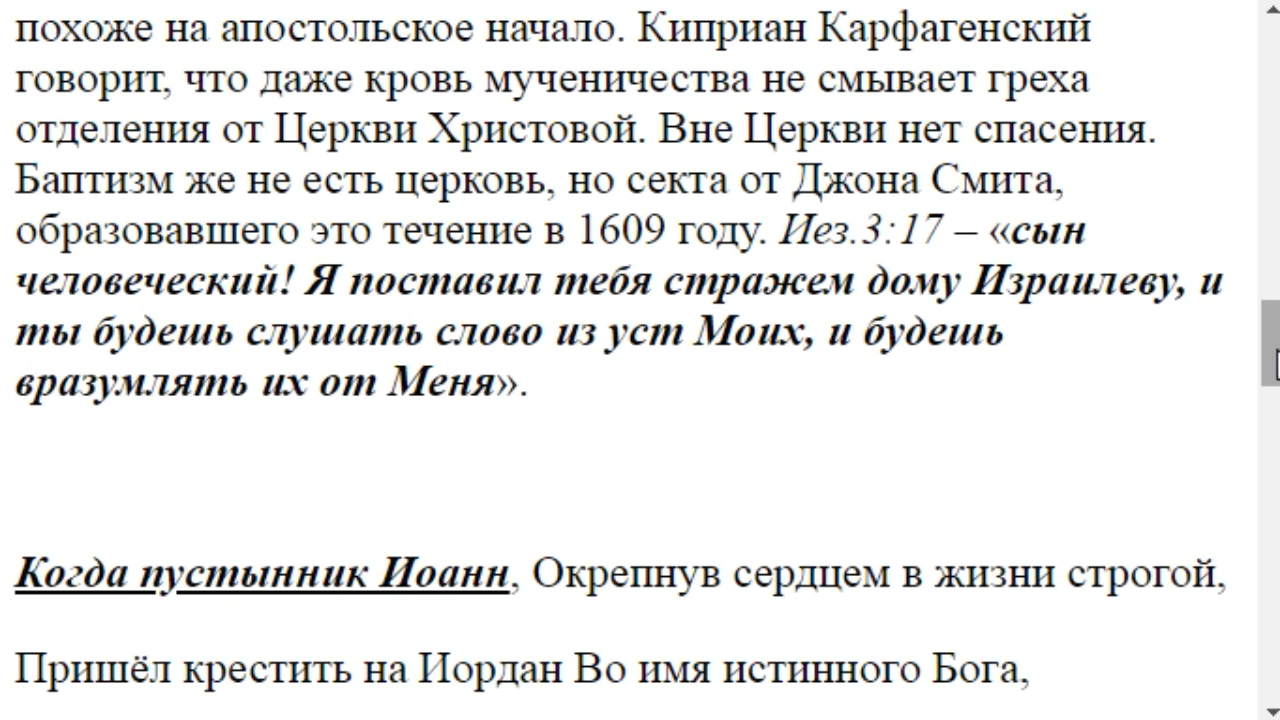 похоже на апостольское начало. Киприан Карфагенский
говорит, что даже кровь мученичества не смывает греха
отделения от Церкви Христовой. Вне Церкви нет спасения.
Баптизм же не есть церковь, но секта от Джона Смита,
образовавшего это течение в 1609 году. Иез.3:17 – «сын
человеческий! Я поставил тебя стражем дому Израилеву, и
ты будешь слушать слово из уст Моих, и будешь
вразумлять их от Меня».
Когда пустынник Иоанн, Окрепнув сердцем в жизни строгой,
Пришёл крестить на Иордан Во имя истинного Бога,